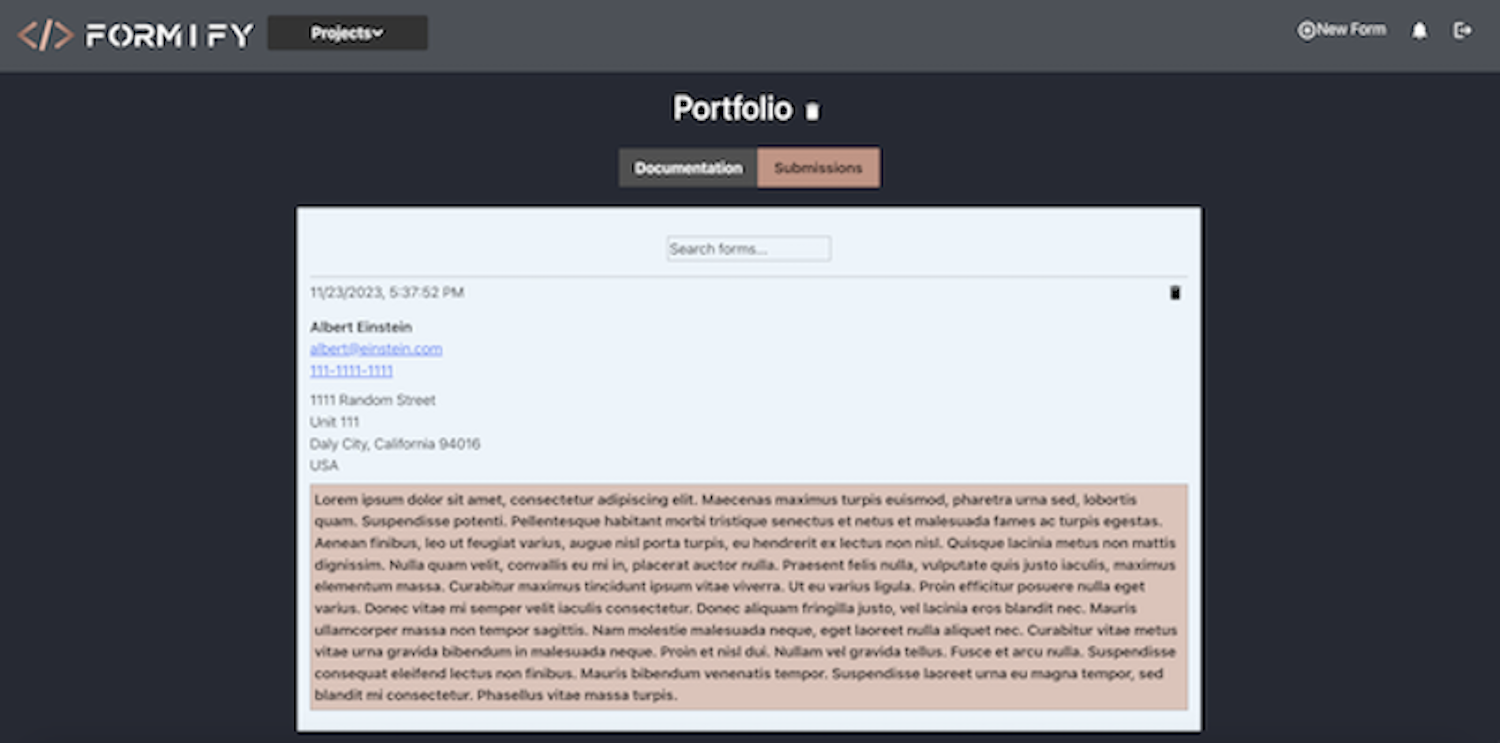 </> FORMIFY
Projects
New Form
Portfolio
Documentation
Submissions
Search forms...
11/23/2023, 5:37:52 PM
Albert Einstein
albert@einstein.com
111-1111-1111
1111 Random Street
Unit 111
Daly City, California 94016
USA
Lorem ipsum dolor sit amet, consectetur adipiscing elit. Maecenas maximus turpis euismod, pharetra urna sed, lobortis
quam. Suspendisse potenti. Pellentesque habitant morbi tristique senectus et netus et malesuada fames ac turpis egestas.
Aenean finibus, leo ut feugiat varius, augue nisl porta turpis, eu hendrerit ex lectus non nisl. Quisque lacinia metus non mattis
dignissim. Nulla quam velit, convallis eu mi in, placerat auctor nulla. Praesent felis nulla, vulputate quis justo iaculis, maximus
elementum massa. Curabitur maximus tincidunt ipsum vitae viverra. Ut eu varius ligula. Proin efficitur posuere nulla eget
varius. Donec vitae mi semper velit iaculis consectetur. Donec aliquam fringilla justo, vel lacinia eros blandit nec. Mauris
ullamcorper massa non tempor sagittis. Nam molestie malesuada neque, eget laoreet nulla aliquet nec. Curabitur vitae metus
vitae urna gravida bibendum in malesuada neque. Proin et nisl dui. Nullam vel gravida tellus. Fusce et arcu nulla. Suspendisse
consequat eleifend lectus non finibus. Mauris bibendum venenatis tempor. Suspendisse laoreet urna eu magna tempor, sed
blandit mi consectetur. Phasellus vitae massa turpis.